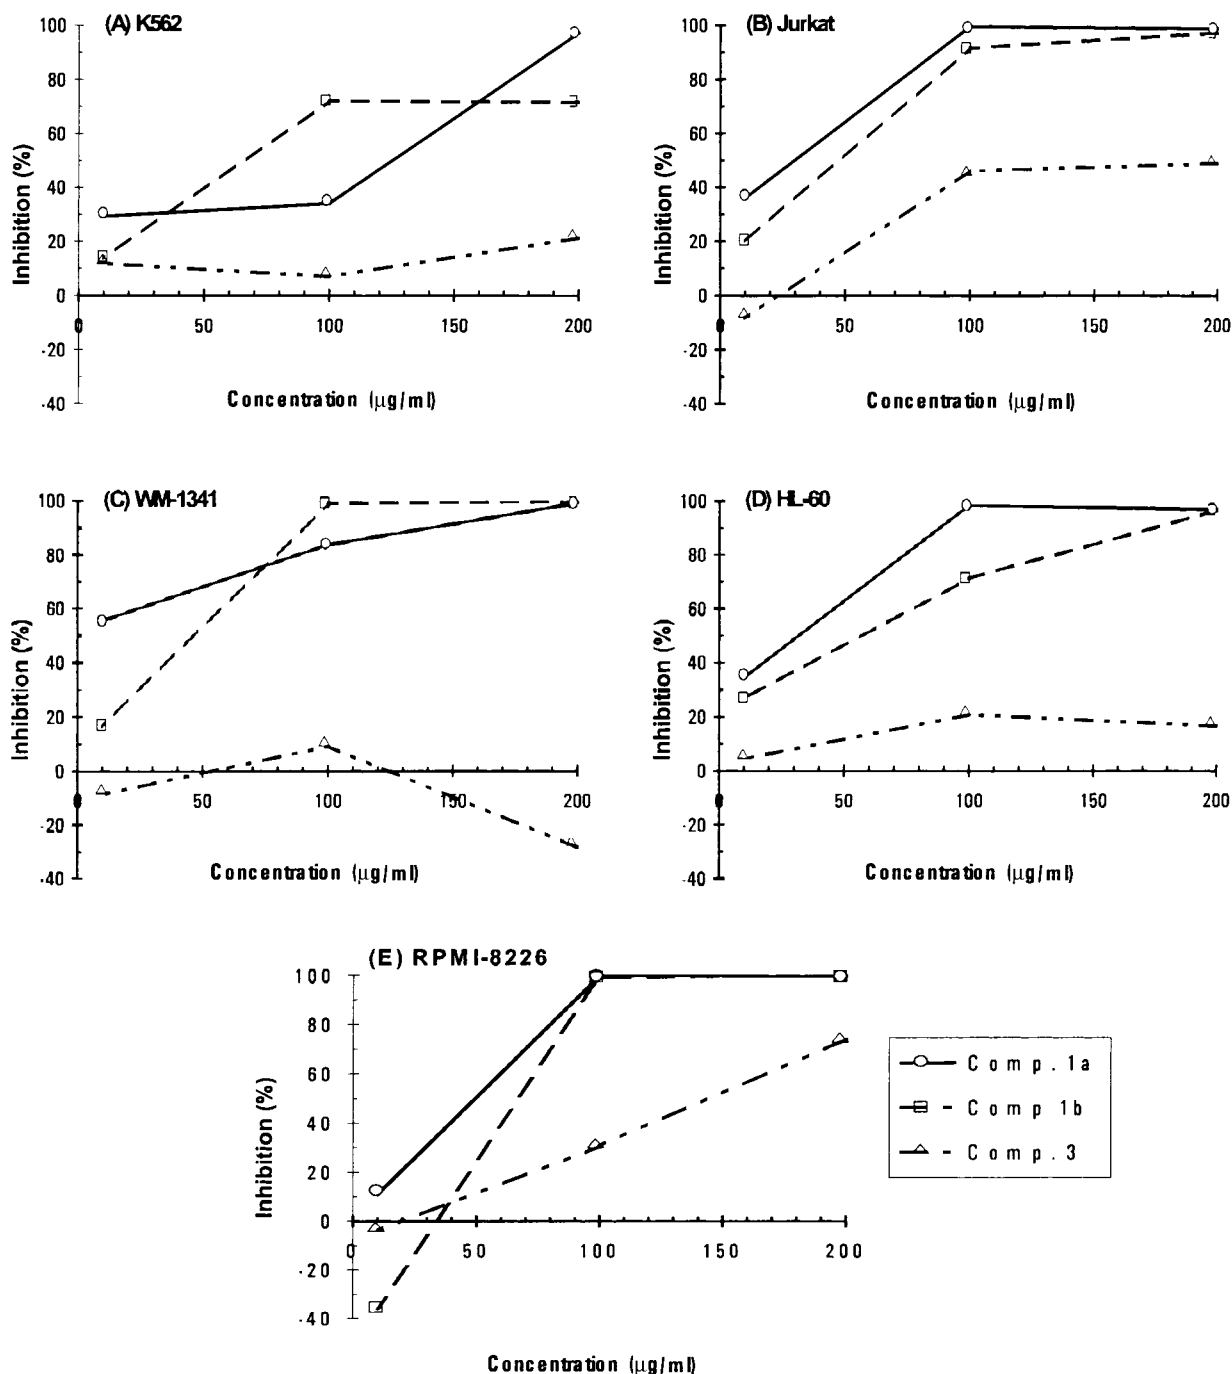 (A) K562
100
80
60
40
20
0
-20
-40
Inhibition (%)
0 50 100 150 200
Concentration (µg/ml)
(B) Jurkat
100
80
60
40
20
0
-20
-40
Inhibition (%)
0 50 100 150 200
Concentration (µg/ml)
(C) WM-1341
100
80
60
40
20
0
-20
-40
Inhibition (%)
0 50 100 150 200
Concentration (µg/ml)
(D) HL-60
100
80
60
40
20
0
-20
-40
Inhibition (%)
0 50 100 150 200
Concentration (µg/ml)
(E) RPMI-8226
100
80
60
40
20
0
-20
-40
Inhibition (%)
0 50 100 150 200
Concentration (µg/ml)
Comp. 1a
Comp 1b
Comp. 3